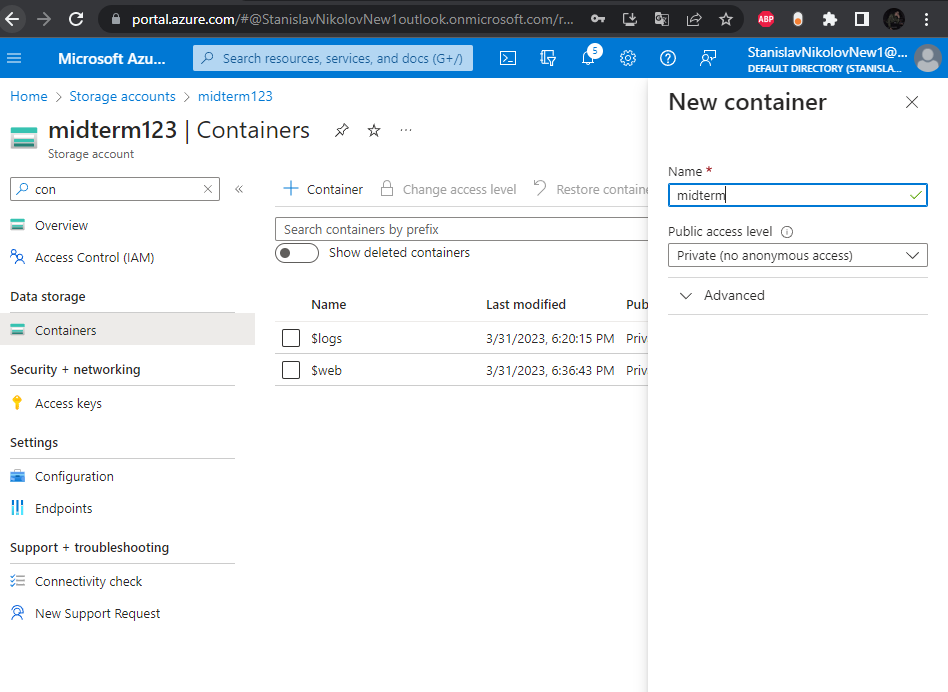 portal.azure.com/#@StanislavNikolovNew1outlook.onmicrosoft.com/r...
ABP
Microsoft Azu...
Search resources, services, and docs (G+/)
5
StanislavNikolovNew1@...
DEFAULT DIRECTORY (STANISLA...
Home > Storage accounts > midterm123
midterm123 | Containers
...
Storage account
con
«
Overview
Access Control (IAM)
Data storage
Containers
Security + networking
Access keys
Settings
Configuration
Endpoints
Support + troubleshooting
Connectivity check
New Support Request
+ Container
Change access level
Restore containe
Search containers by prefix
Show deleted containers
Name Last modified Pub
$logs 3/31/2023, 6:20:15 PM Priv
$web 3/31/2023, 6:36:43 PM Priv
New container
Name *
midterm
Public access level
Private (no anonymous access)
Advanced